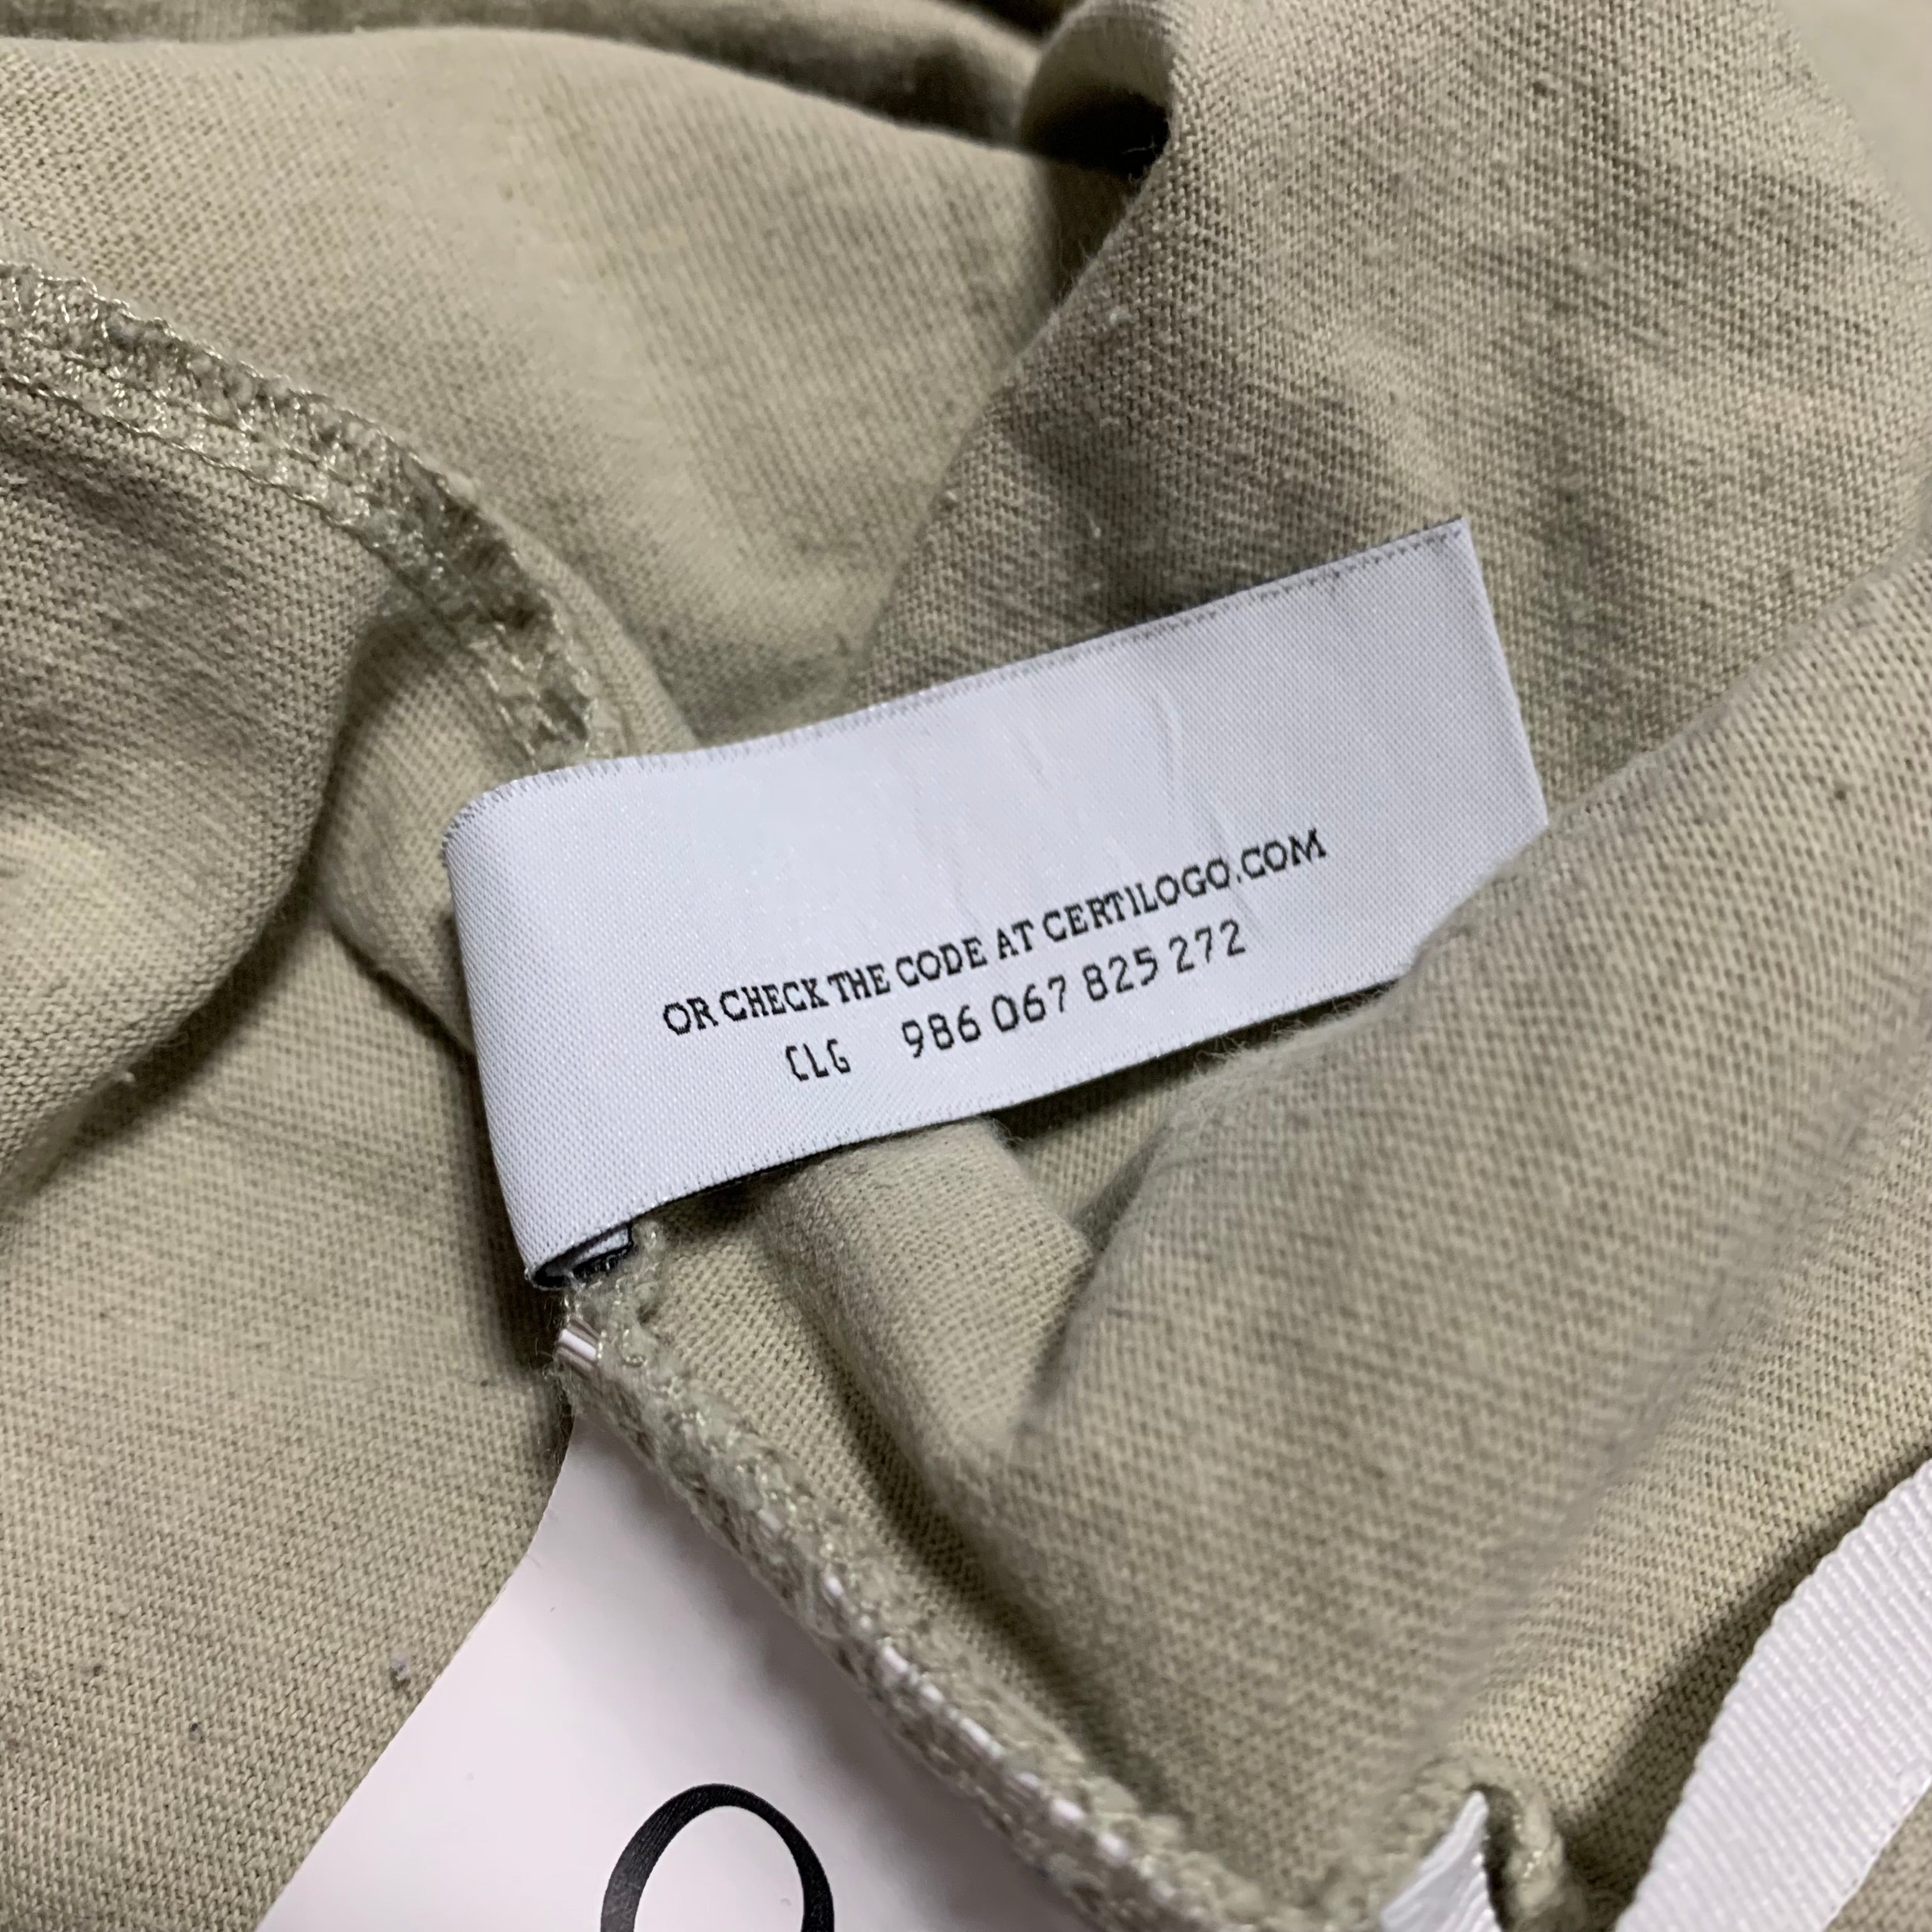 OR CHECK THE CODE AT CERTILOGO.COM
CLG 986 067 825 272